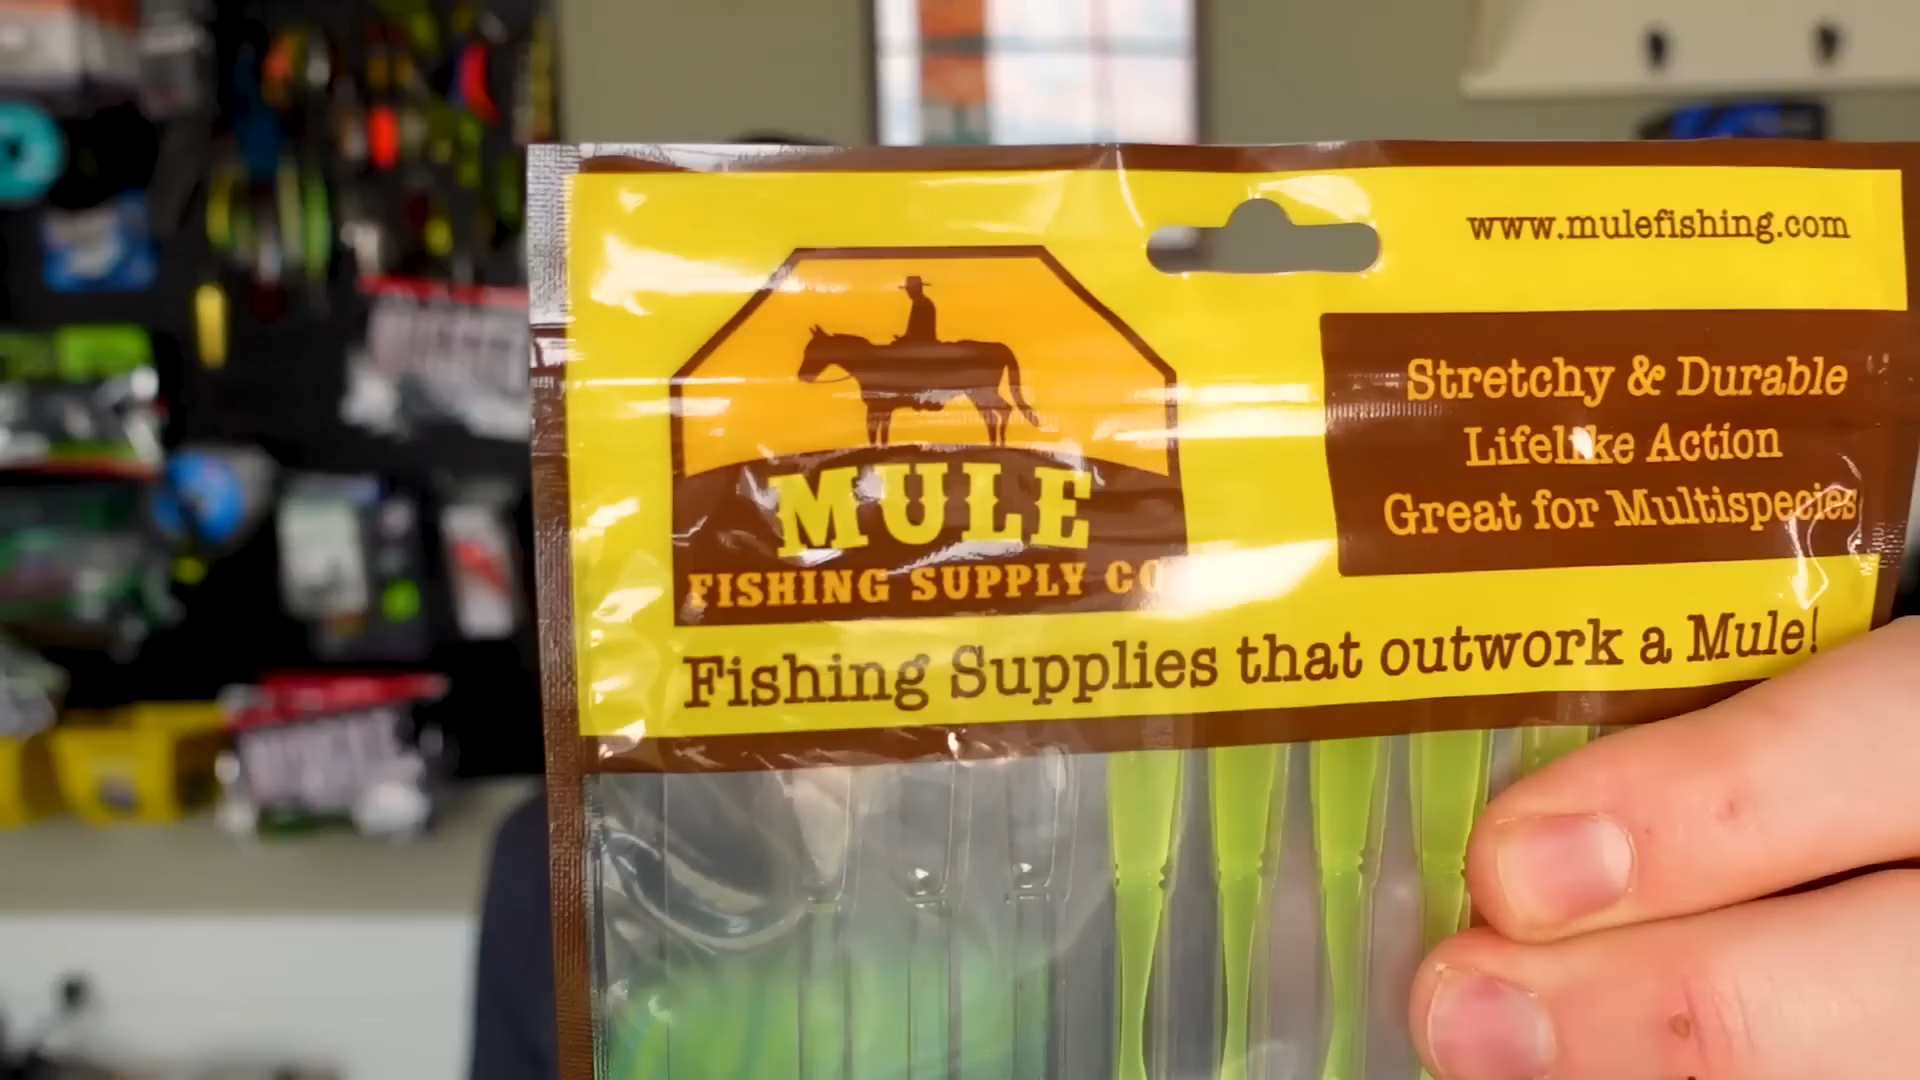 www.mulefishing.com
MULE
FISHING SUPPLY CO
Stretchy & Durable
Lifelike Action
Great for Multispecies
Fishing Supplies that outwork a Mule!